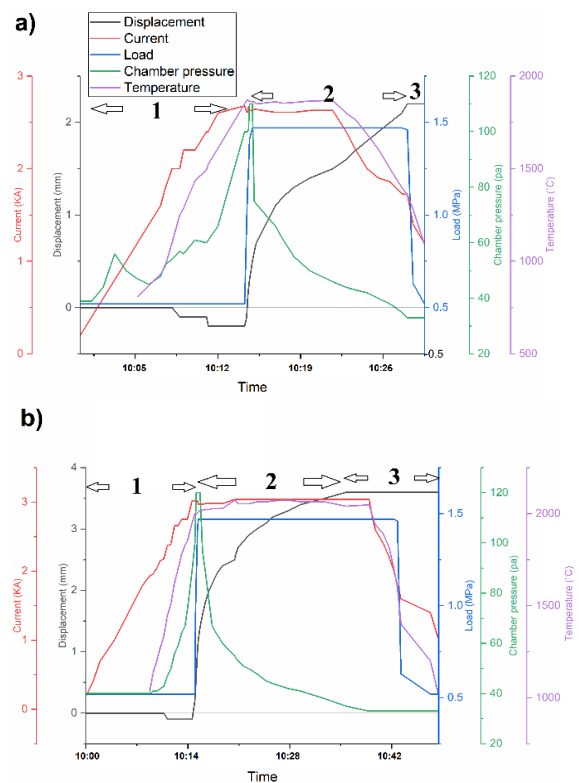 a)
Displacement
Current
Load
Chamber pressure
Temperature
1
2
3
Current (KA)
3
2
1
0
Displacement (mm)
2
1
0
Load (MPa)
1.5
1.0
0.5
0.5
Chamber pressure (pa)
120
100
80
60
40
20
Temperature (°C)
2000
1500
1000
500
10:05
10:12
10:19
10:26
Time
b)
1
2
3
Current (KA)
3
2
1
0
Displacement (mm)
4
3
2
1
0
Load (MPa)
1.5
1.0
0.5
Chamber pressure (pa)
120
100
80
60
40
20
Temperature (°C)
2000
1500
1000
10:00
10:14
10:28
10:42
Time